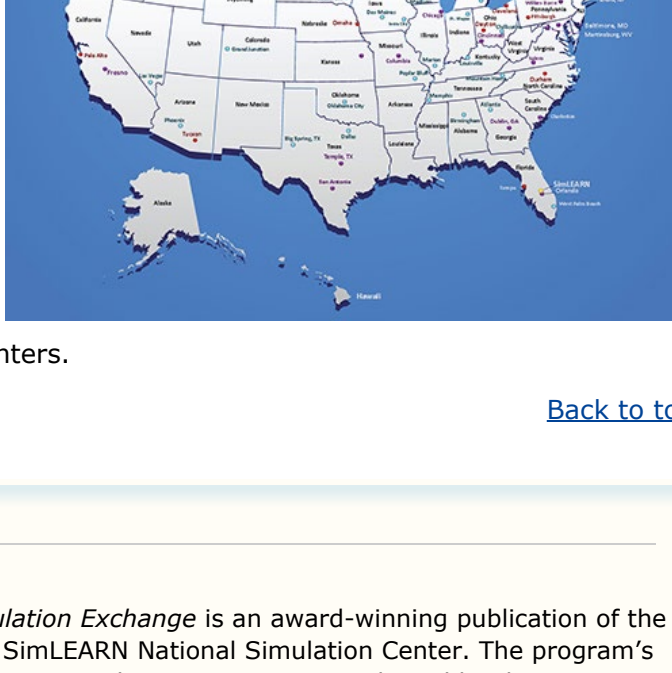 California
Nevada
Utah
Colorado
Grand Junction
Nebraska
Omaha
Iowa
Des Moines
Chicago
Illinois
Indiana
Ohio
Cleveland
Dayton
Cincinnati
Pennsylvania
Pittsburgh
Baltimore, MD
Martinsburg, WV
West Virginia
Virginia
Palo Alto
Fresno
Las Vegas
Kansas
Missouri
Columbia
Poplar Bluff
Marion
Kentucky
Louisville
Mountain Home
Durham
North Carolina
Arizona
New Mexico
Oklahoma
Oklahoma City
Arkansas
Memphis
Tennessee
South Carolina
Charleston
Phoenix
Tucson
Big Spring, TX
Dallas
Texas
Temple, TX
San Antonio
Louisiana
Mississippi
Birmingham
Alabama
Atlanta
Dublin, GA
Georgia
Florida
Tampa
SimLEARN
Orlando
West Palm Beach
Alaska
Hawaii
nters.
Back to to
ulation Exchange is an award-winning publication of the
SimLEARN National Simulation Center. The program’s